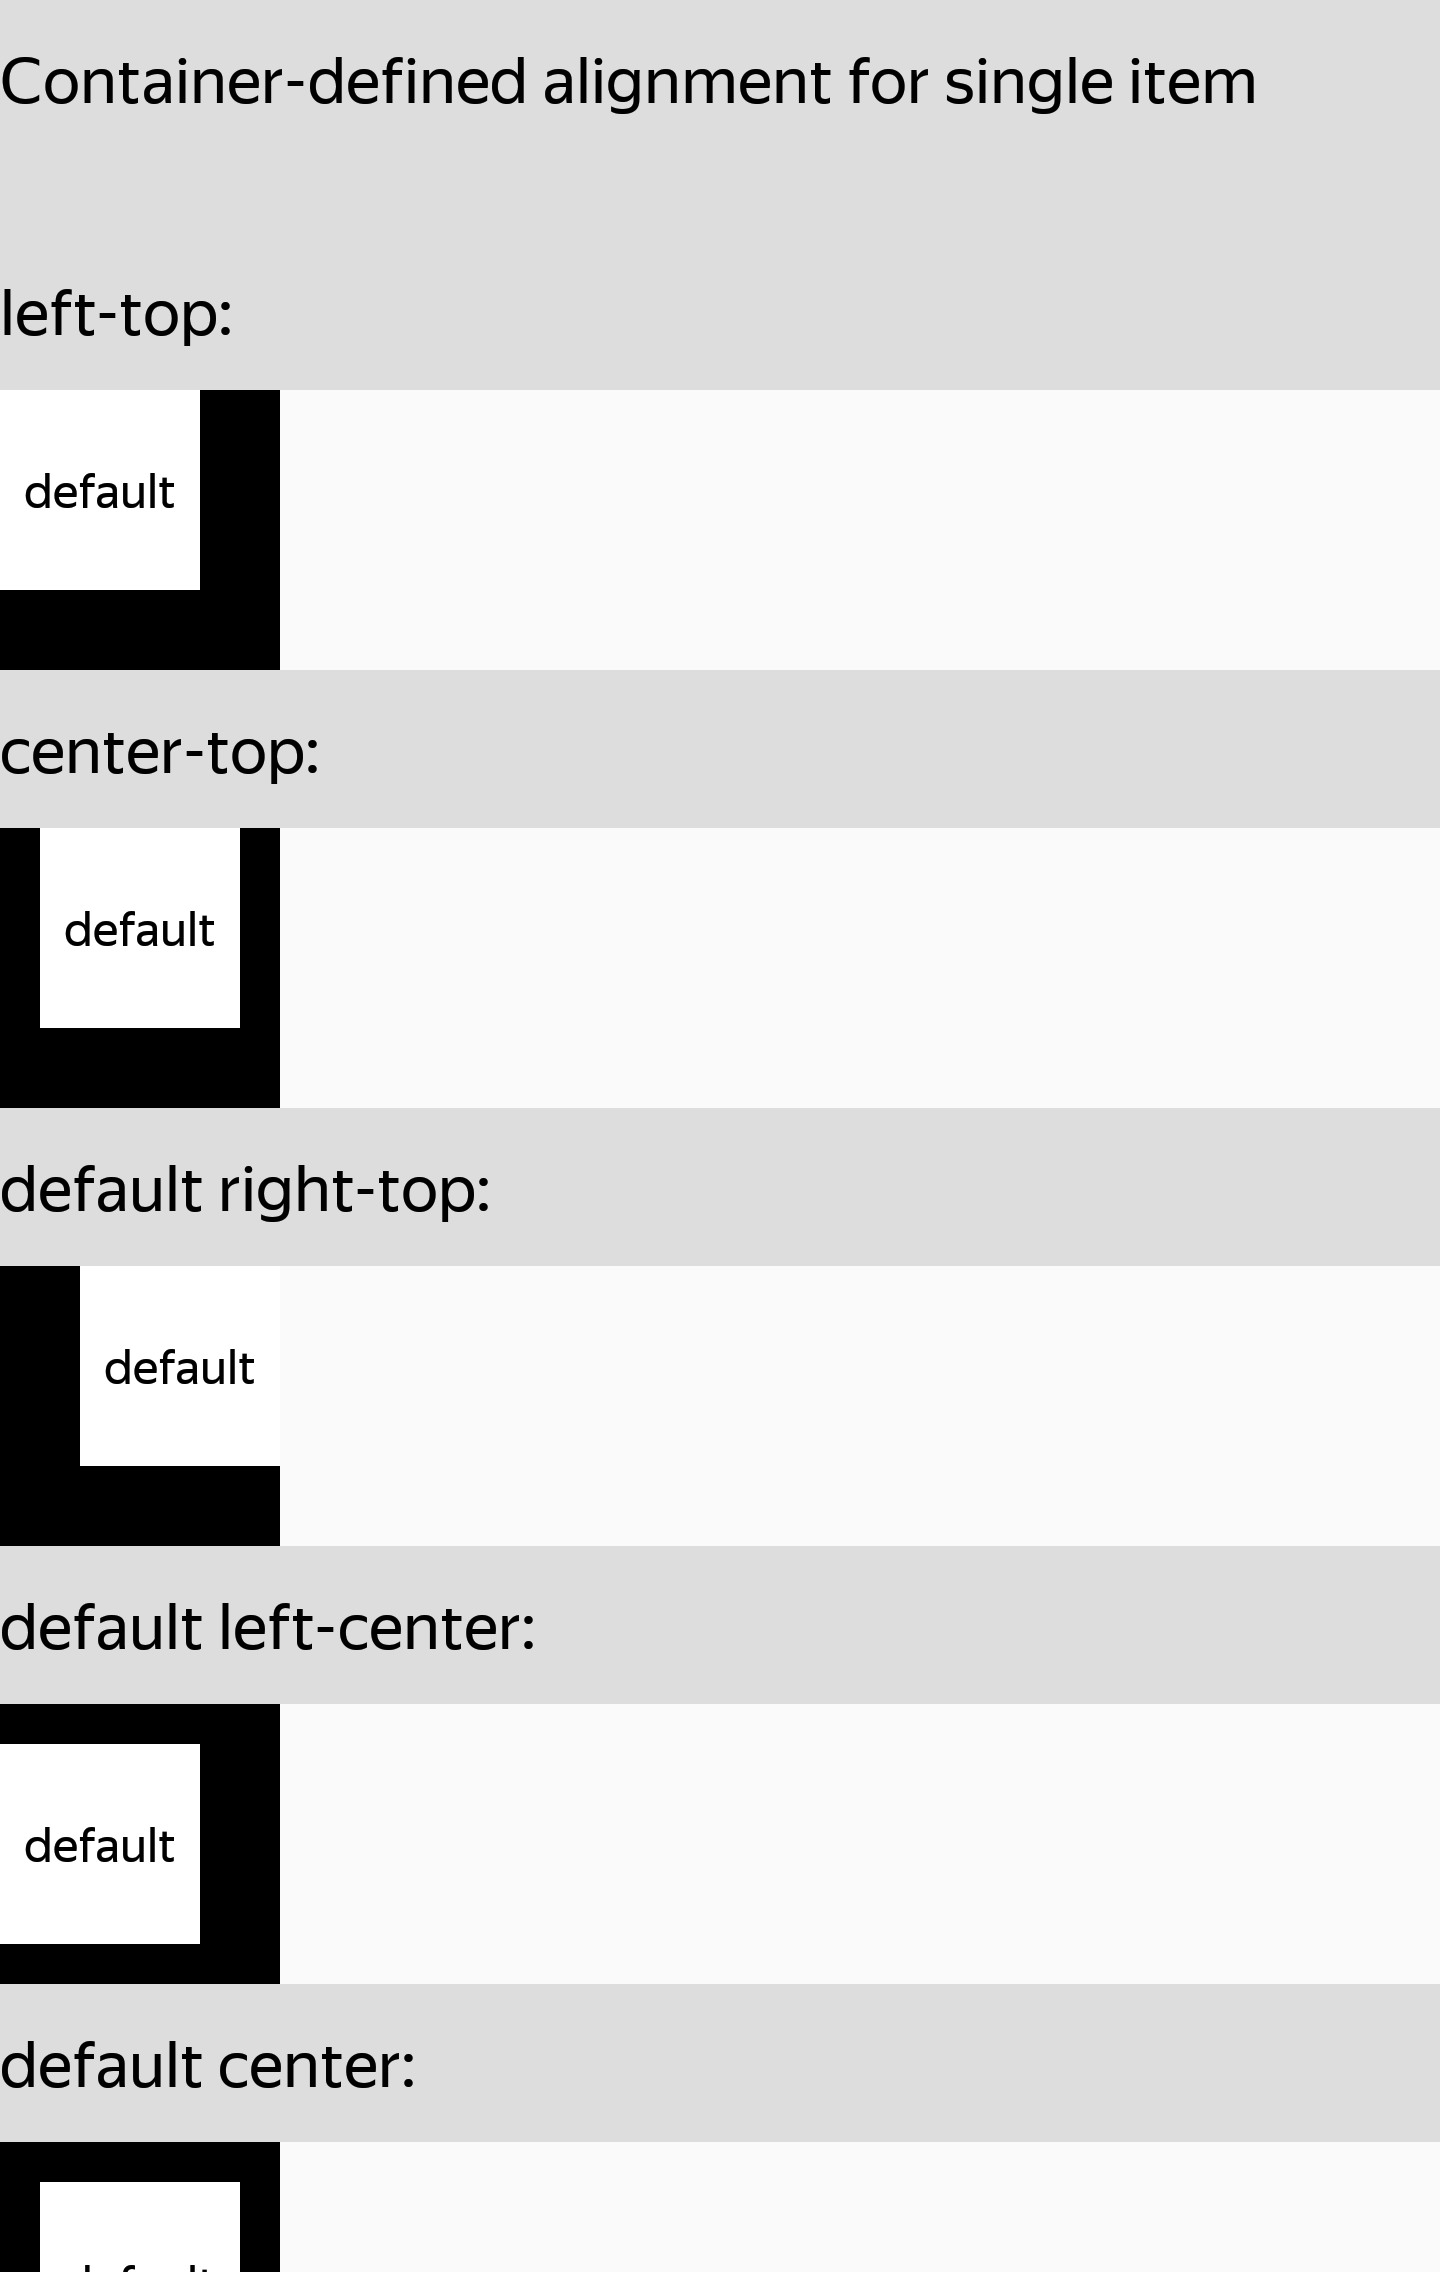 Container-defined alignment for single item
left-top:
default
center-top:
default
default right-top:
default
default left-center:
default
default center: